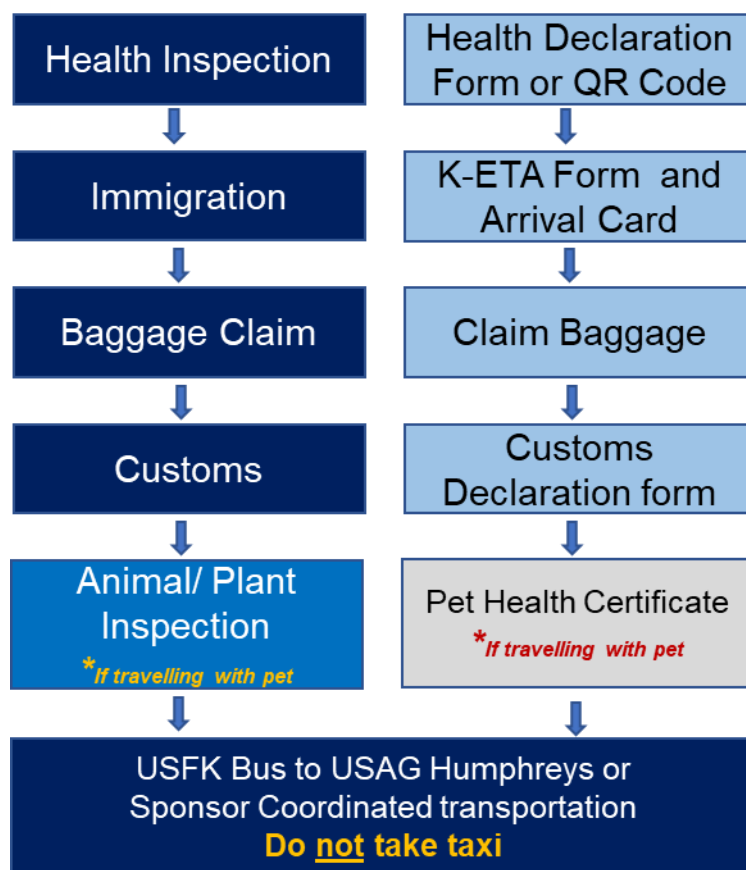 Health Inspection
Health Declaration
Form or QR Code
Immigration
K-ETA Form and
Arrival Card
Baggage Claim
Claim Baggage
Customs
Customs
Declaration form
Animal/ Plant
Inspection
*If travelling with pet
Pet Health Certificate
*If travelling with pet
USFK Bus to USAG Humphreys or
Sponsor Coordinated transportation
Do not take taxi